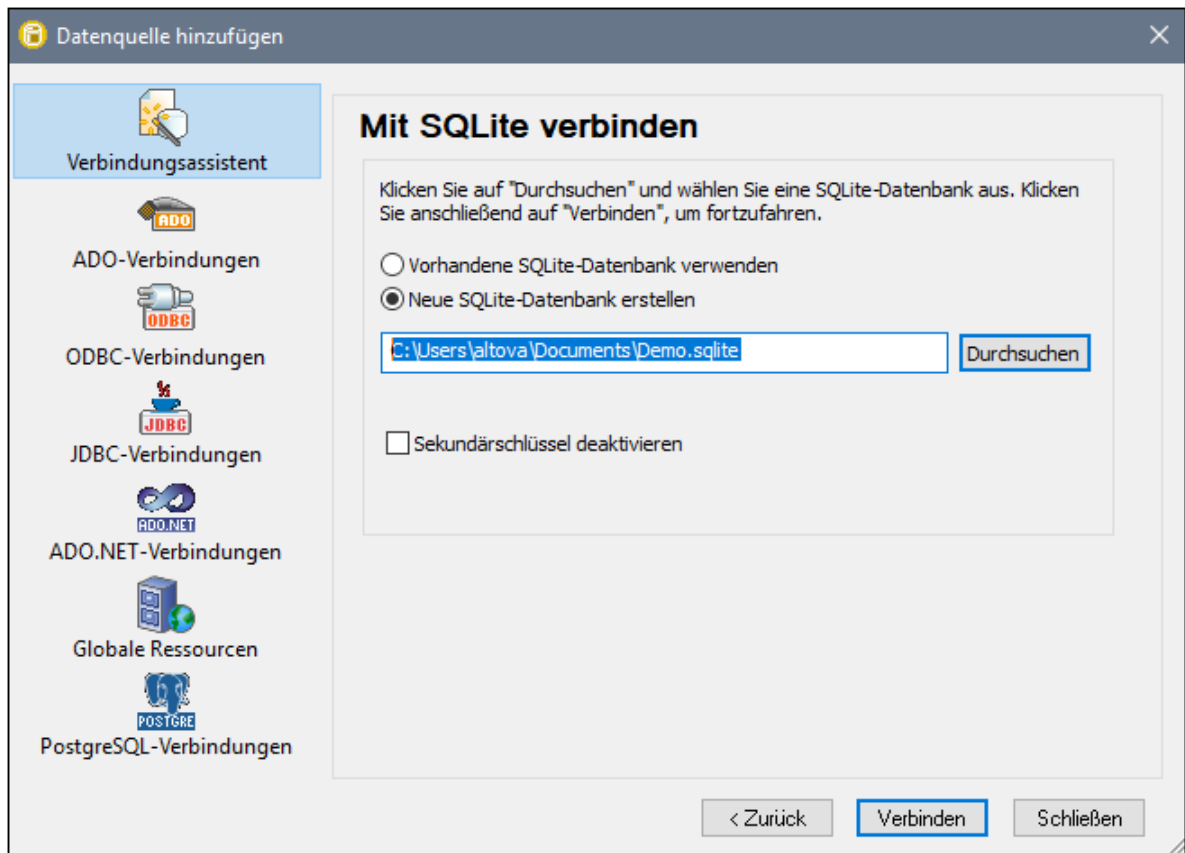 Datenquelle hinzufügen
Verbindungsassistent
ADO
ADO-Verbindungen
ODBC
ODBC-Verbindungen
JDBC
JDBC-Verbindungen
ADO.NET
ADO.NET-Verbindungen
Globale Ressourcen
POSTGRE
PostgreSQL-Verbindungen
Mit SQLite verbinden
Klicken Sie auf "Durchsuchen" und wählen Sie eine SQLite-Datenbank aus. Klicken
Sie anschließend auf "Verbinden", um fortzufahren.
Vorhandene SQLite-Datenbank verwenden
Neue SQLite-Datenbank erstellen
C:\Users\altova\Documents\Demo.sqlite
Durchsuchen
Sekundärschlüssel deaktivieren
< Zurück
Verbinden
Schließen